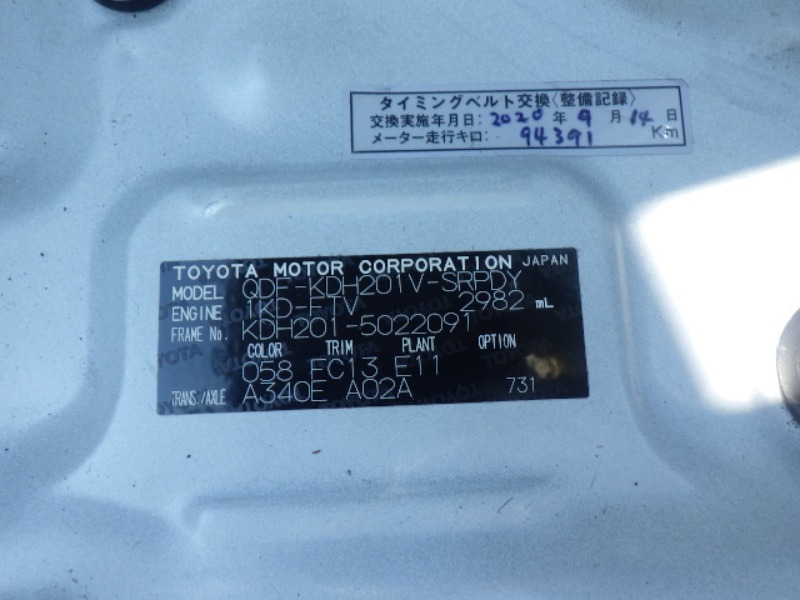 タイミングベルト交換〈整備記録〉
交換実施年月日: 2020 年 9 月 14 日
メーター走行キロ: 94391 Km
TOYOTA MOTOR CORPORATION JAPAN
MODEL QDF-KDH201V-SRPDY
ENGINE 1KD-FTV 2982 mL
FRAME No. KDH201-5022091
COLOR TRIM PLANT OPTION
058 FC13 E11
TRANS./AXLE A340E A02A 731